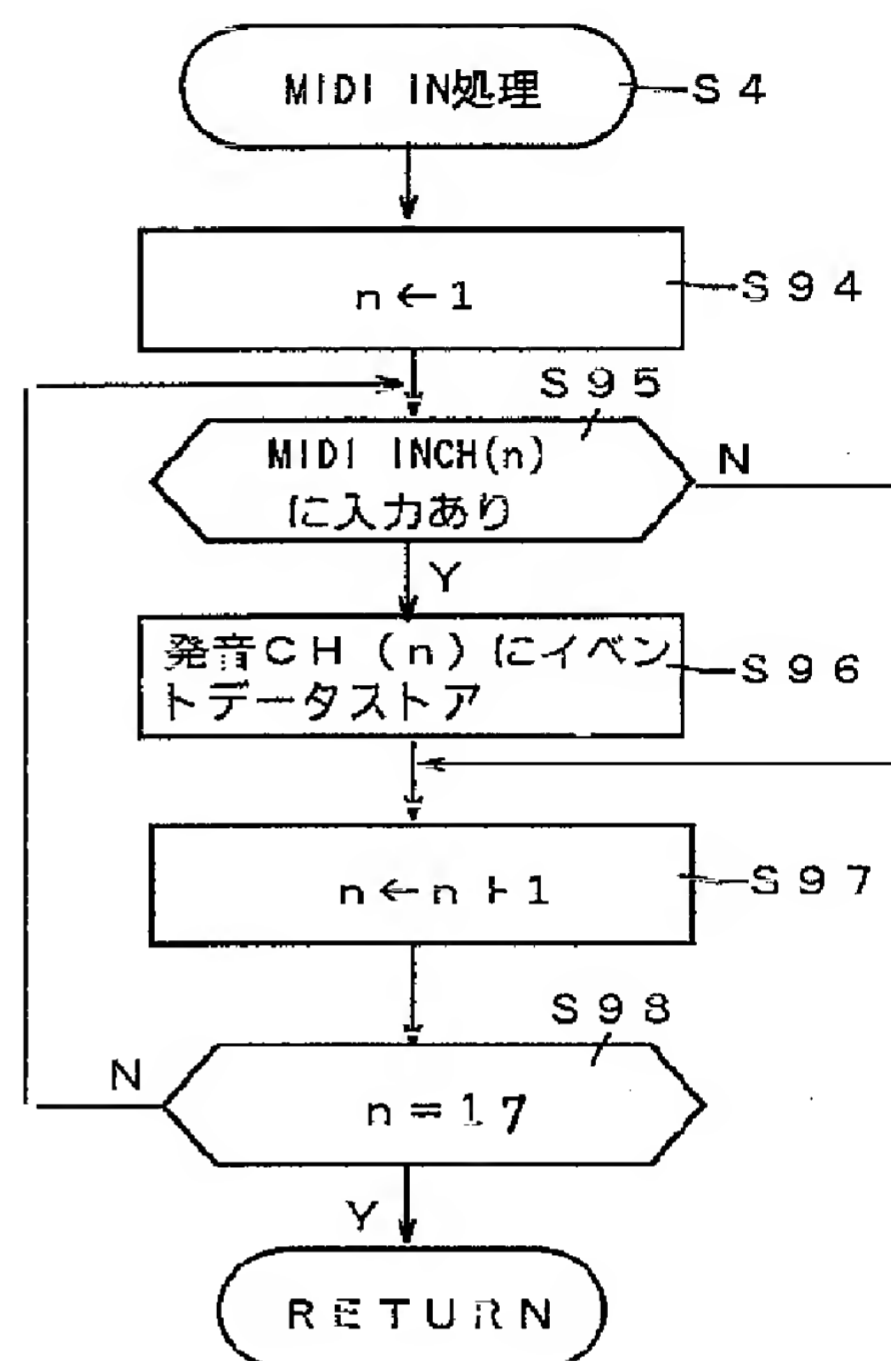 MIDI IN処理
S4
n←1
S94
S95
MIDI INCH(n)
に入力あり
N
Y
発音CH(n)にイベン
トデータストア
S96
n←n+1
S97
S98
N
n=17
Y
RETURN